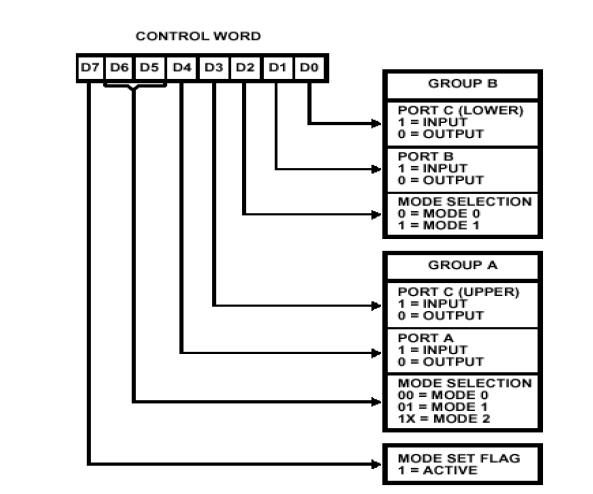 CONTROL WORD
D7 D6 D5 D4 D3 D2 D1 D0
GROUP B
PORT C (LOWER)
1 = INPUT
0 = OUTPUT
PORT B
1 = INPUT
0 = OUTPUT
MODE SELECTION
0 = MODE 0
1 = MODE 1
GROUP A
PORT C (UPPER)
1 = INPUT
0 = OUTPUT
PORT A
1 = INPUT
0 = OUTPUT
MODE SELECTION
00 = MODE 0
01 = MODE 1
1X = MODE 2
MODE SET FLAG
1 = ACTIVE